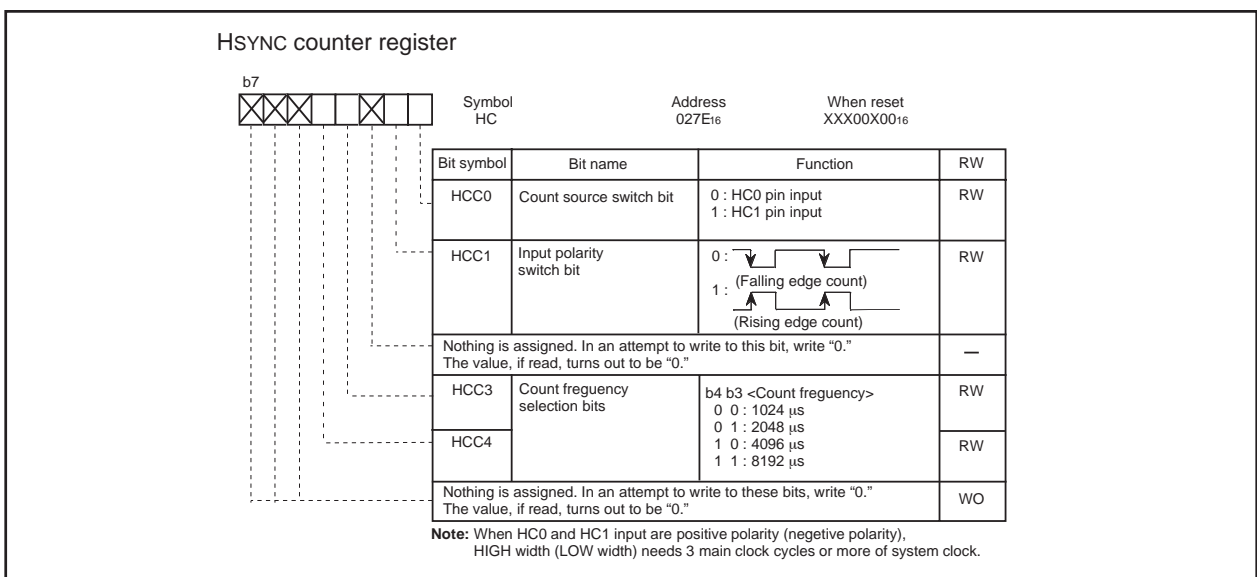 HSYNC counter register
b7
Symbol Address When reset
HC 027E16 XXX00X0016
Bit symbol Bit name Function RW
HCC0 Count source switch bit 0 : HC0 pin input RW
1 : HC1 pin input
HCC1 Input polarity 0 : RW
switch bit
(Falling edge count)
1 :
(Rising edge count)
Nothing is assigned. In an attempt to write to this bit, write “0.” —
The value, if read, turns out to be “0.”
HCC3 Count freguency b4 b3 <Count freguency> RW
selection bits 0 0 : 1024 µs
0 1 : 2048 µs
HCC4 1 0 : 4096 µs RW
1 1 : 8192 µs
Nothing is assigned. In an attempt to write to these bits, write “0.” WO
The value, if read, turns out to be “0.”
Note: When HC0 and HC1 input are positive polarity (negetive polarity),
HIGH width (LOW width) needs 3 main clock cycles or more of system clock.